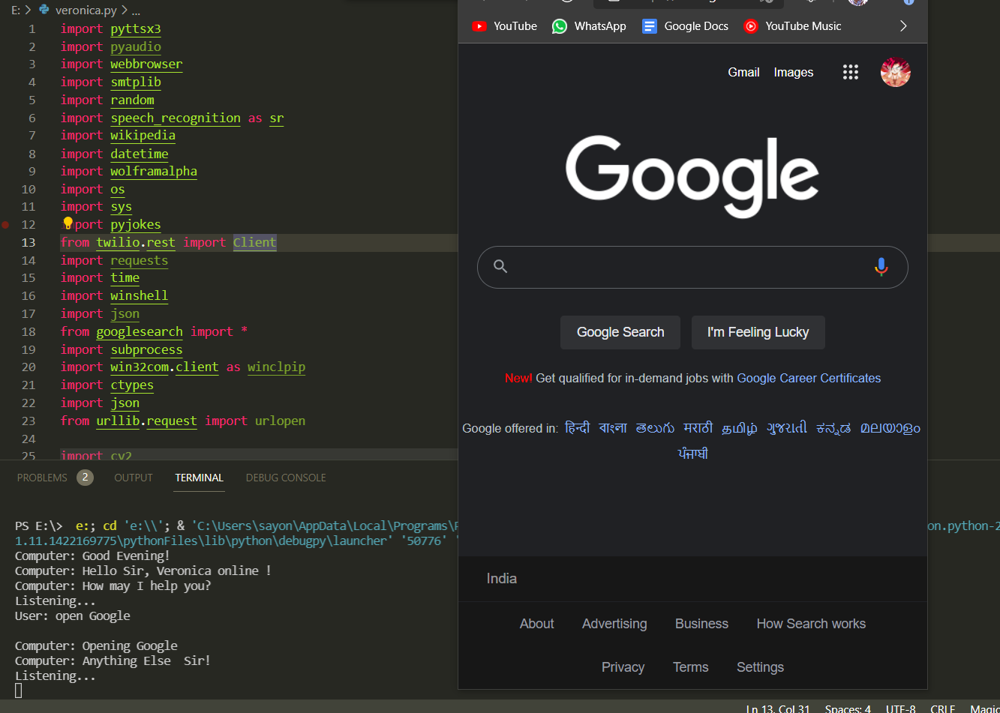 E: > veronica.py > ...
1 import pyttsx3
2 import pyaudio
3 import webbrowser
4 import smtplib
5 import random
6 import speech_recognition as sr
7 import wikipedia
8 import datetime
9 import wolframalpha
10 import os
11 import sys
12 port pyjokes
13 from twilio.rest import Client
14 import requests
15 import time
16 import winshell
17 import json
18 from googlesearch import *
19 import subprocess
20 import win32com.client as winclpip
21 import ctypes
22 import json
23 from urllib.request import urlopen
24
25 import cv2
PROBLEMS 2 OUTPUT TERMINAL DEBUG CONSOLE
PS E:\> e:; cd 'e:\\'; & 'C:\Users\sayon\AppData\Local\Programs\P
on.python-2
1.11.1422169775\pythonFiles\lib\python\debugpy\launcher' '50776' '
Computer: Good Evening!
Computer: Hello Sir, Veronica online !
Computer: How may I help you?
Listening...
User: open Google
Computer: Opening Google
Computer: Anything Else  Sir!
Listening...
YouTube WhatsApp Google Docs YouTube Music
Gmail Images
Google
Google Search I'm Feeling Lucky
New! Get qualified for in-demand jobs with Google Career Certificates
Google offered in: हिन्दी বাংলা తెలుగు मराठी தமிழ் ગુજરાતી ಕನ್ನಡ മലയാളം
ਪੰਜਾਬੀ
India
About Advertising Business How Search works
Privacy Terms Settings
Ln 13, Col 31 Spaces: 4 UTF-8 CRLF Magic